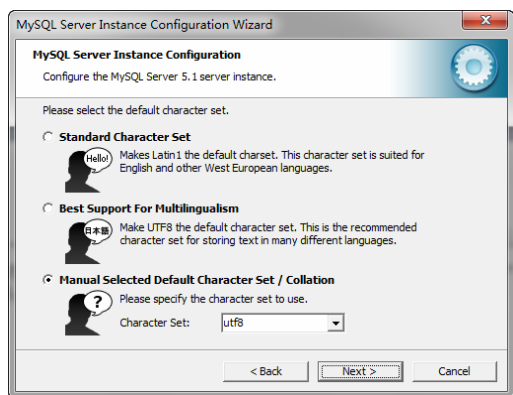 MySQL Server Instance Configuration Wizard
MySQL Server Instance Configuration
Configure the MySQL Server 5.1 server instance.
Please select the default character set.
Standard Character Set
Hello!
Makes Latin1 the default charset. This character set is suited for
English and other West European languages.
Best Support For Multilingualism
日本語
Make UTF8 the default character set. This is the recommended
character set for storing text in many different languages.
Manual Selected Default Character Set / Collation
?
Please specify the character set to use.
Character Set: utf8
< Back Next > Cancel